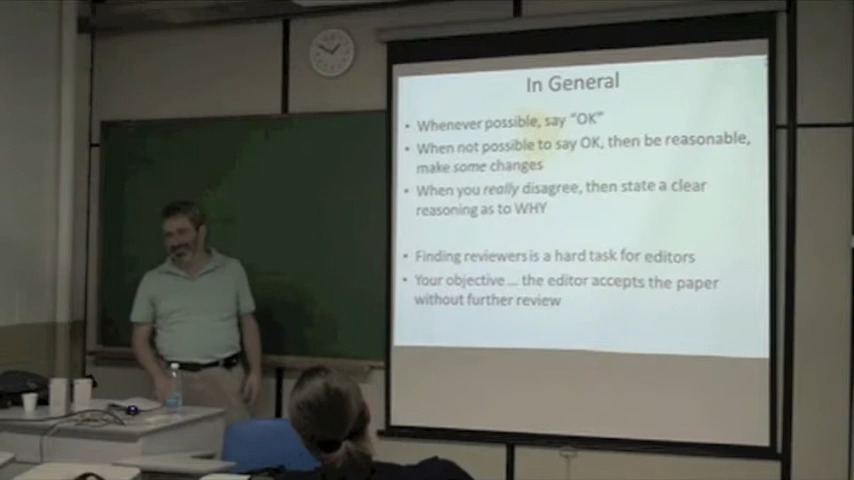 In General
• Whenever possible, say “OK”
• When not possible to say OK, then be reasonable,
make some changes
• When you really disagree, then state a clear
reasoning as to WHY
• Finding reviewers is a hard task for editors
• Your objective ... the editor accepts the paper
without further review